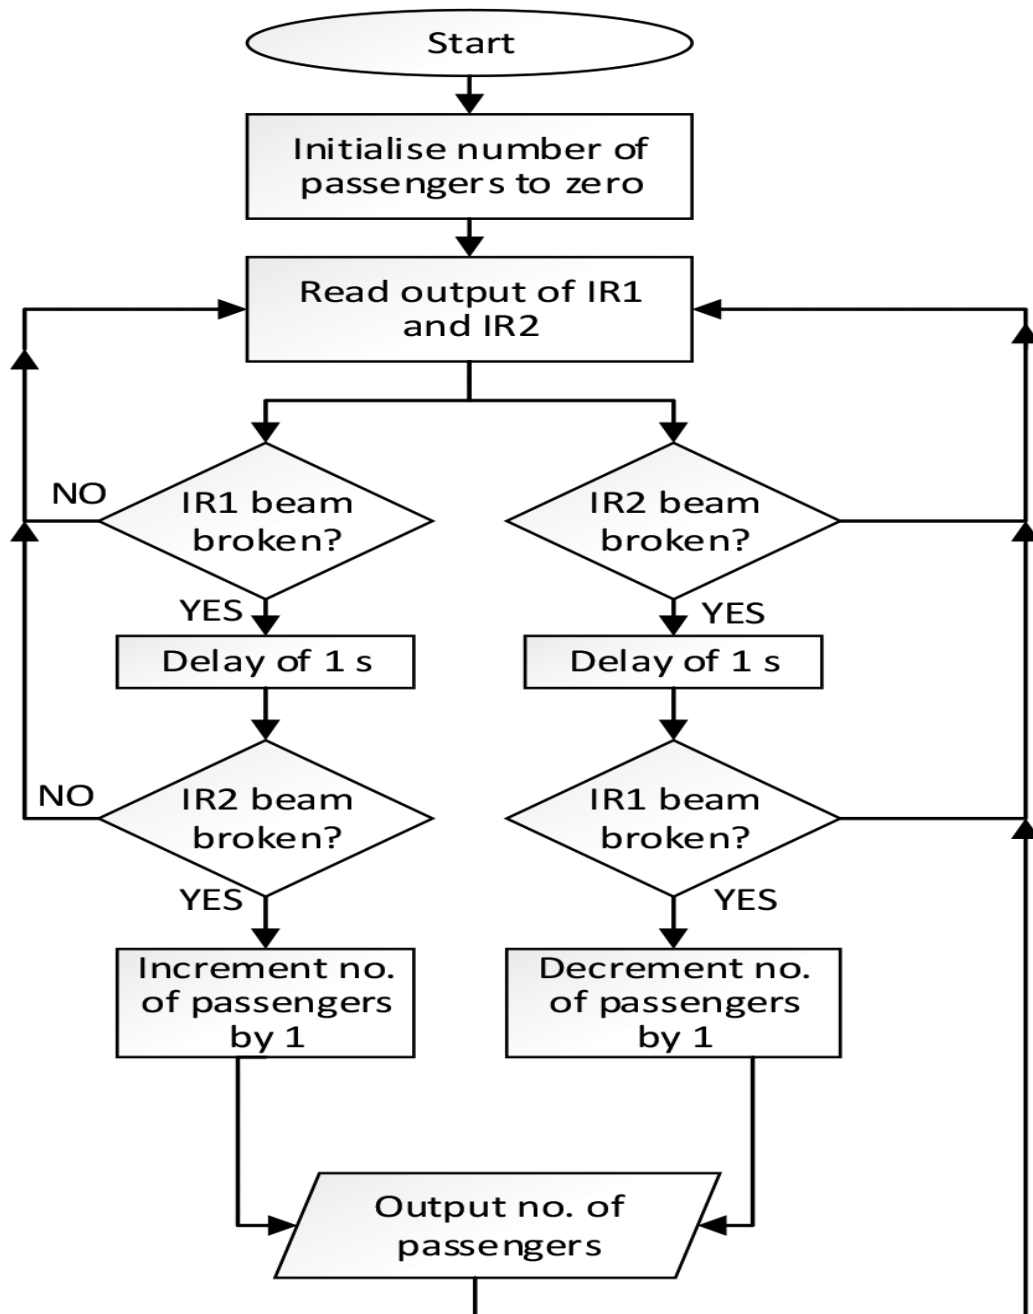 Start
Initialise number of
passengers to zero
Read output of IR1
and IR2
NO
IR1 beam
broken?
IR2 beam
broken?
YES
YES
Delay of 1 s
Delay of 1 s
NO
IR2 beam
broken?
IR1 beam
broken?
YES
YES
Increment no.
of passengers
by 1
Decrement no.
of passengers
by 1
Output no. of
passengers